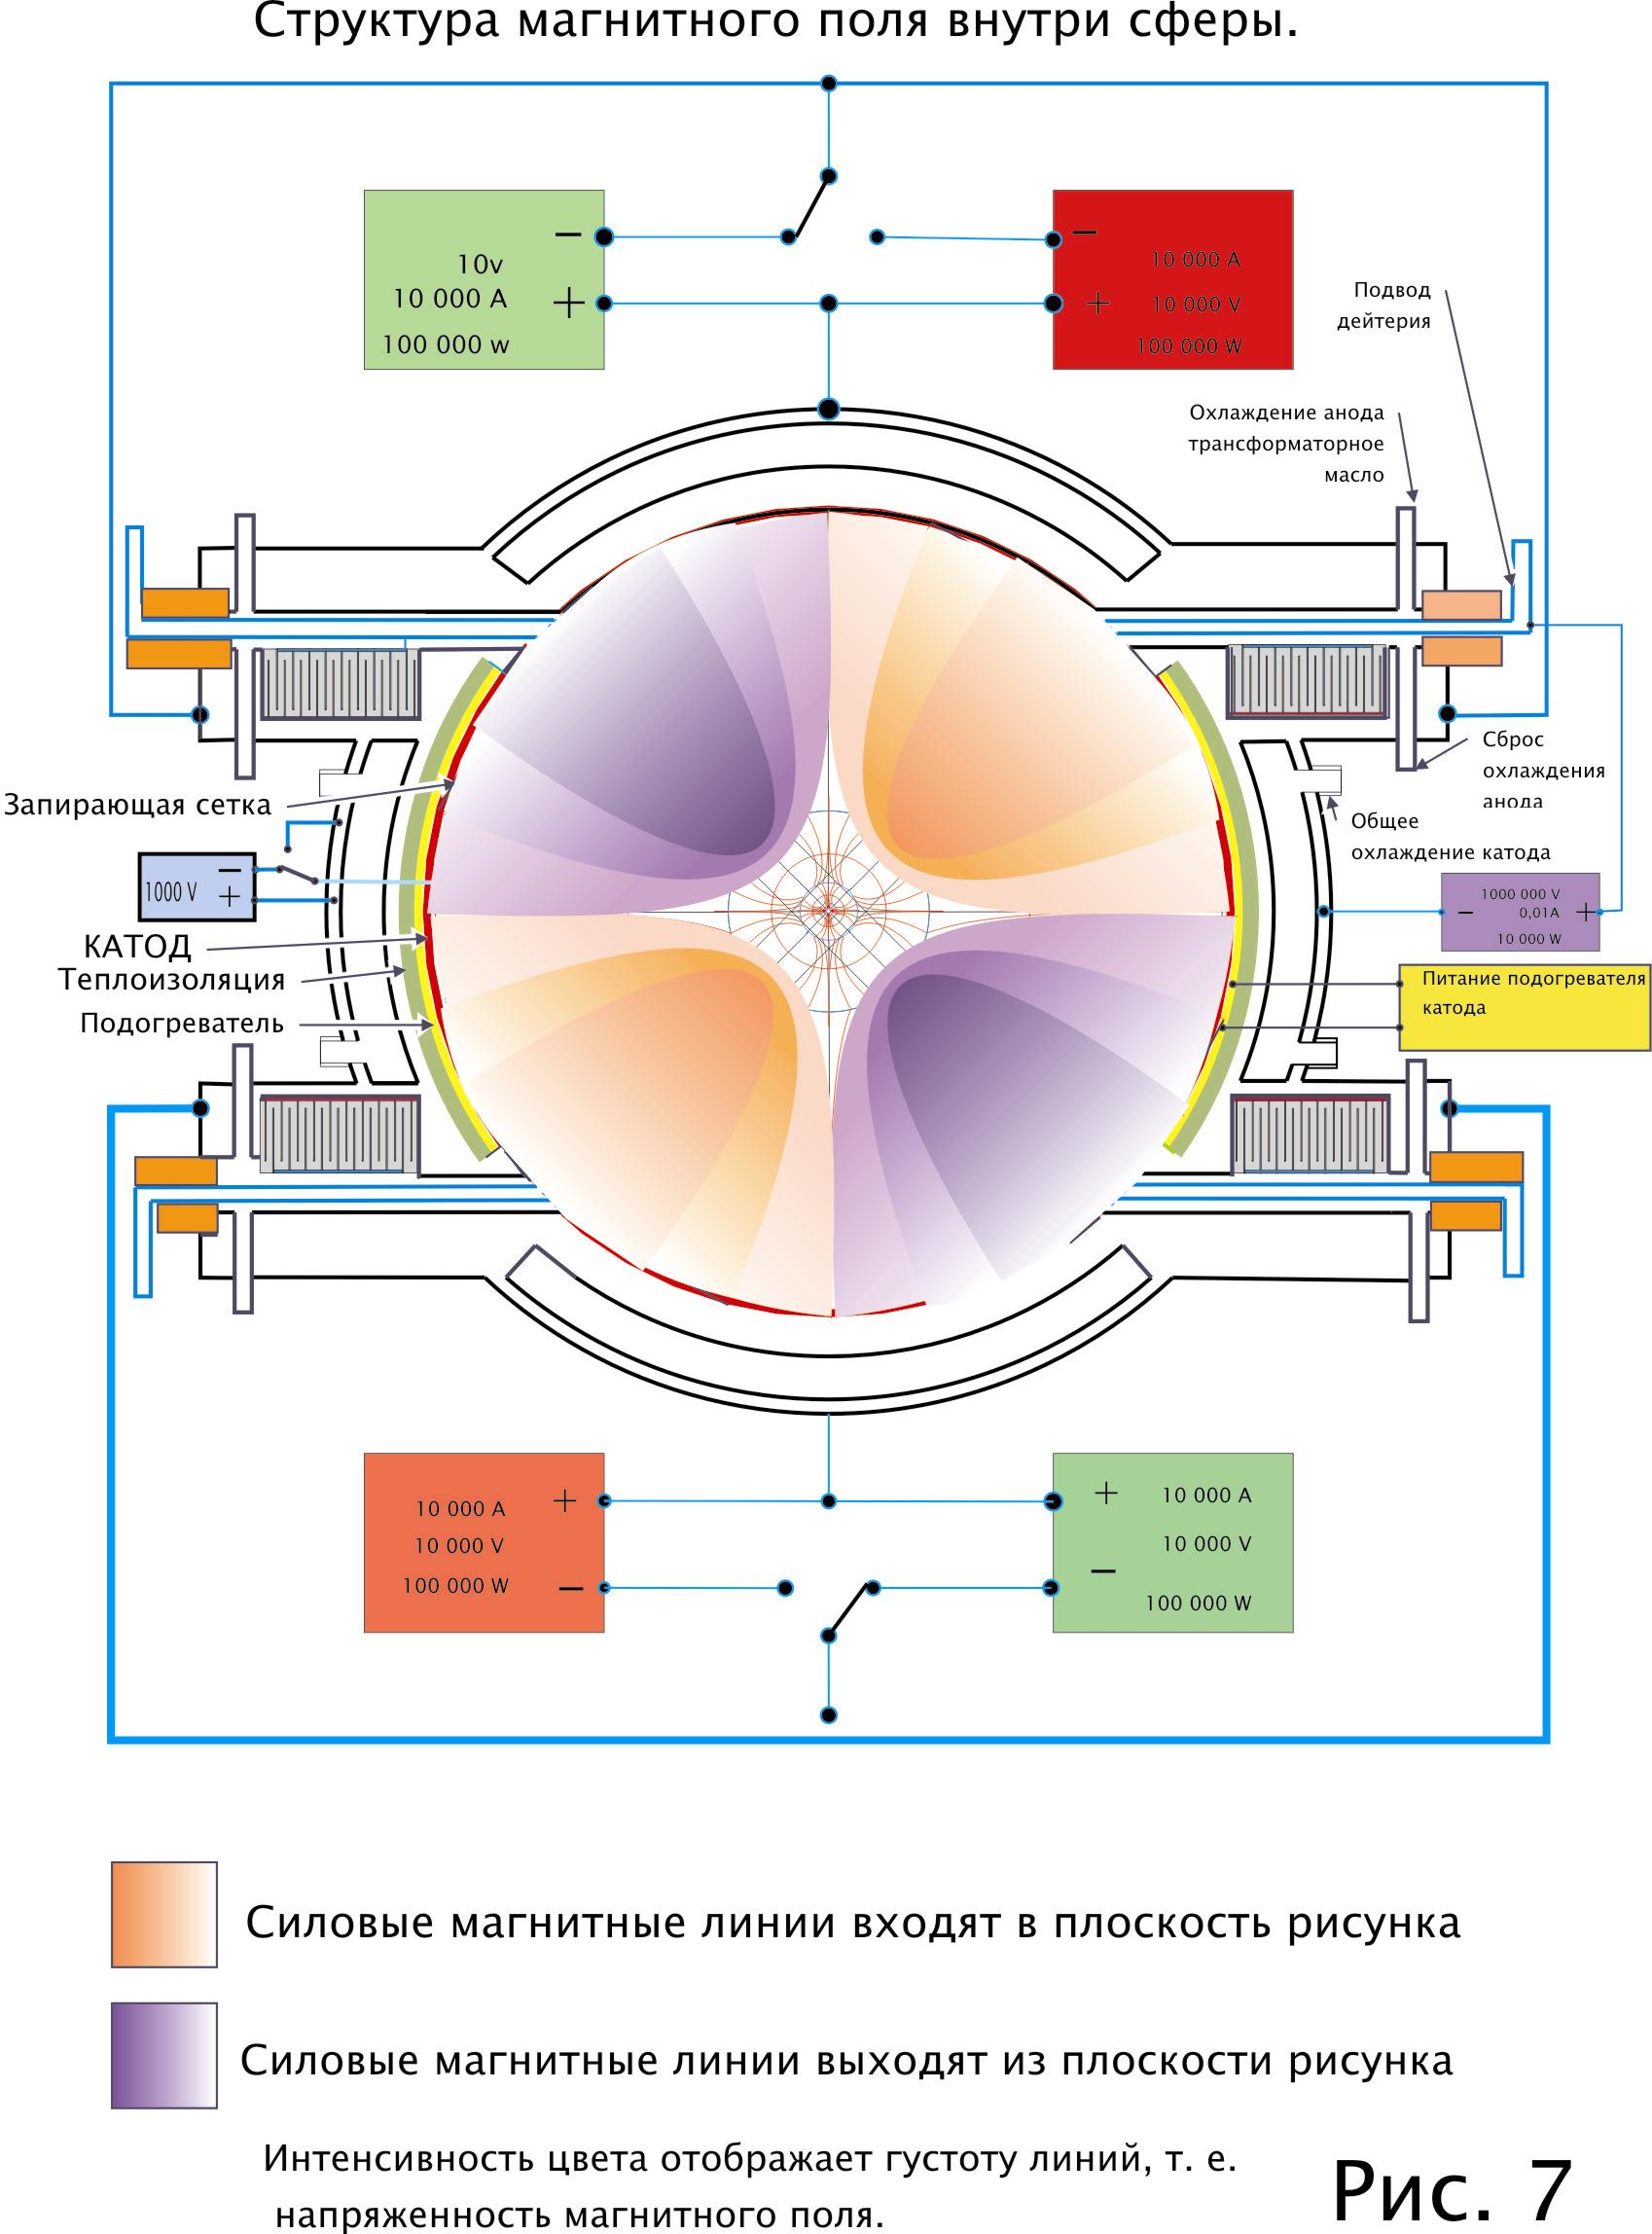 Структура магнитного поля внутри сферы.
−
10v
10 000 A +
100 000 w
−
10 000 A
+ 10 000 V
100 000 W
Подвод
дейтерия
Охлаждение анода
трансформаторное
масло
Сброс
охлаждения
анода
Запирающая сетка
Общее
охлаждение катода
−
1000 V
+
1000 000 V
− 0,01A +
10 000 W
КАТОД
Теплоизоляция
Подогреватель
Питание подогревателя
катода
10 000 A +
10 000 V
100 000 W −
+ 10 000 A
10 000 V
−
100 000 W
Силовые магнитные линии входят в плоскость рисунка
Силовые магнитные линии выходят из плоскости рисунка
Интенсивность цвета отображает густоту линий, т. е.
напряженность магнитного поля.
Рис. 7